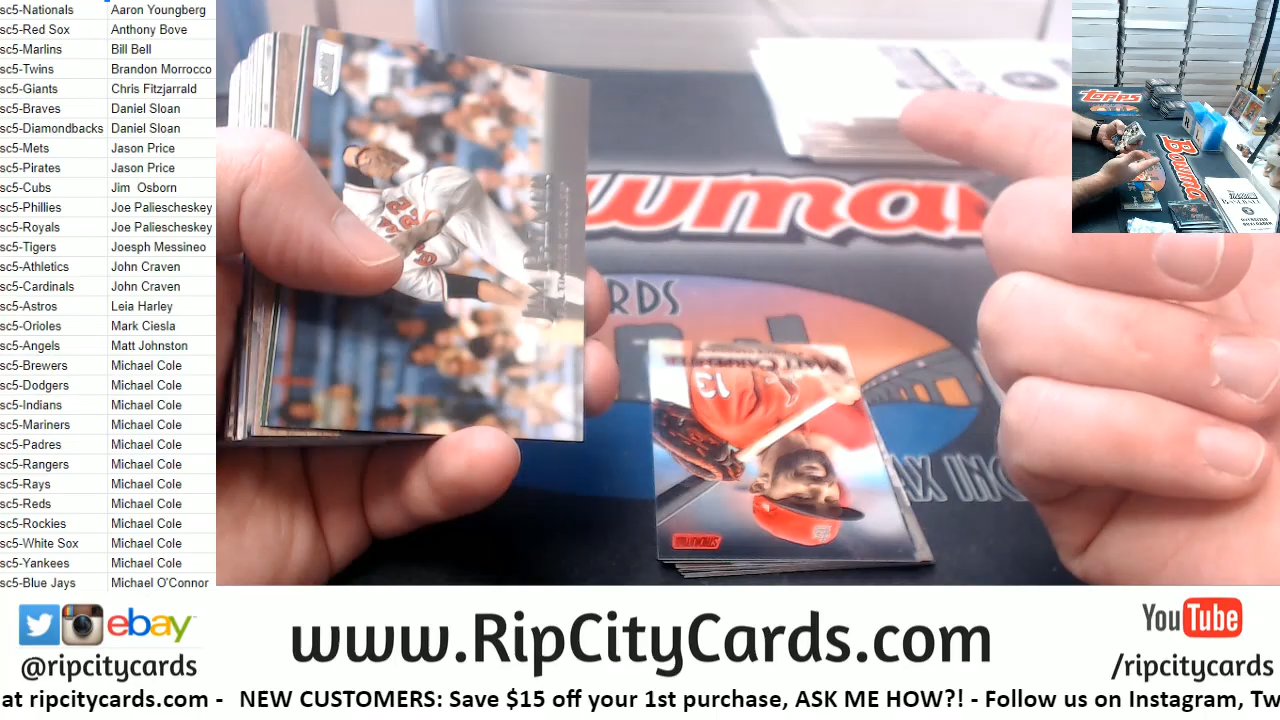 sc5-Nationals Aaron Youngberg
sc5-Red Sox Anthony Bove
sc5-Marlins Bill Bell
sc5-Twins Brandon Morrocco
sc5-Giants Chris Fitzjarrald
sc5-Braves Daniel Sloan
sc5-Diamondbacks Daniel Sloan
sc5-Mets Jason Price
sc5-Pirates Jason Price
sc5-Cubs Jim Osborn
sc5-Phillies Joe Paliescheskey
sc5-Royals Joe Paliescheskey
sc5-Tigers Joesph Messineo
sc5-Athletics John Craven
sc5-Cardinals John Craven
sc5-Astros Leia Harley
sc5-Orioles Mark Ciesla
sc5-Angels Matt Johnston
sc5-Brewers Michael Cole
sc5-Dodgers Michael Cole
sc5-Indians Michael Cole
sc5-Mariners Michael Cole
sc5-Padres Michael Cole
sc5-Rangers Michael Cole
sc5-Rays Michael Cole
sc5-Reds Michael Cole
sc5-Rockies Michael Cole
sc5-White Sox Michael Cole
sc5-Yankees Michael Cole
sc5-Blue Jays Michael O'Connor
Topps
Bowma
wma
RDS
MATT CARPENTER
13
ebay
@ripcitycards
www.RipCityCards.com
YouTube
/ripcitycards
at ripcitycards.com - NEW CUSTOMERS: Save $15 off your 1st purchase, ASK ME HOW?! - Follow us on Instagram, Tw